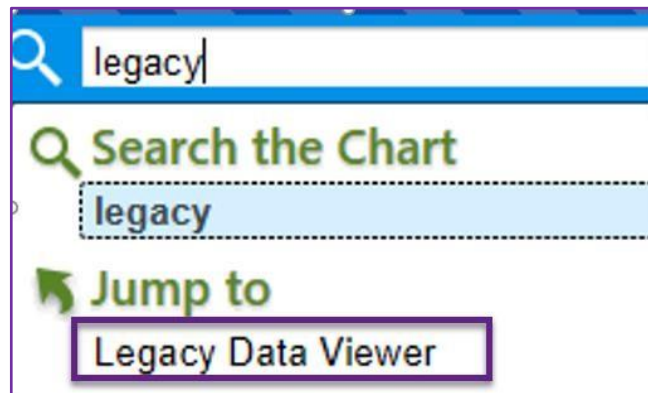 legacy
Search the Chart
legacy
Jump to
Legacy Data Viewer